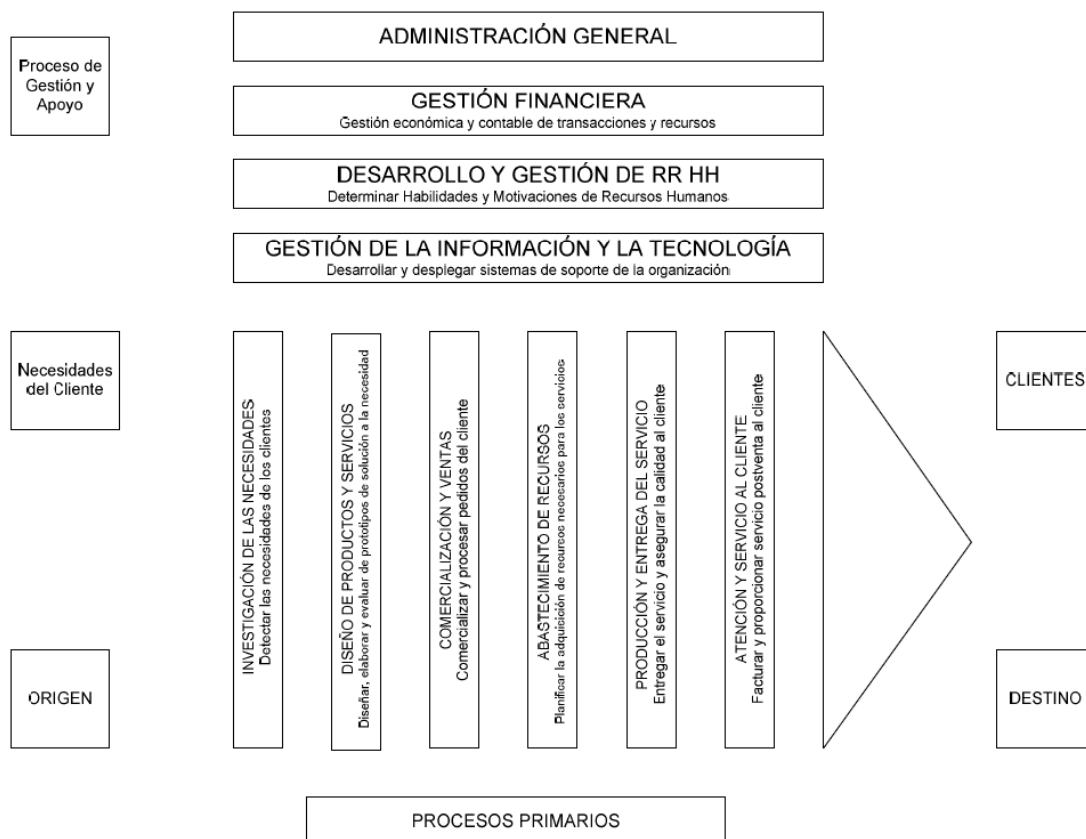 ADMINISTRACIÓN GENERAL
Proceso de
Gestión y
Apoyo
GESTIÓN FINANCIERA
Gestión económica y contable de transacciones y recursos
DESARROLLO Y GESTIÓN DE RR HH
Determinar Habilidades y Motivaciones de Recursos Humanos
GESTIÓN DE LA INFORMACIÓN Y LA TECNOLOGÍA
Desarrollar y desplegar sistemas de soporte de la organización
Necesidades
del Cliente
INVESTIGACIÓN DE LAS NECESIDADES
Detectar las necesidades de los clientes
DISEÑO DE PRODUCTOS Y SERVICIOS
Diseñar, elaborar y evaluar de prototipos de solución a la necesidad
COMERCIALIZACIÓN Y VENTAS
Comercializar y procesar pedidos del cliente
ABASTECIMIENTO DE RECURSOS
Planificar la adquisición de recursos necesarios para los servicios
PRODUCCIÓN Y ENTREGA DEL SERVICIO
Entregar el servicio y asegurar la calidad al cliente
ATENCIÓN Y SERVICIO AL CLIENTE
Facturar y proporcionar servicio postventa al cliente
CLIENTES
ORIGEN
DESTINO
PROCESOS PRIMARIOS